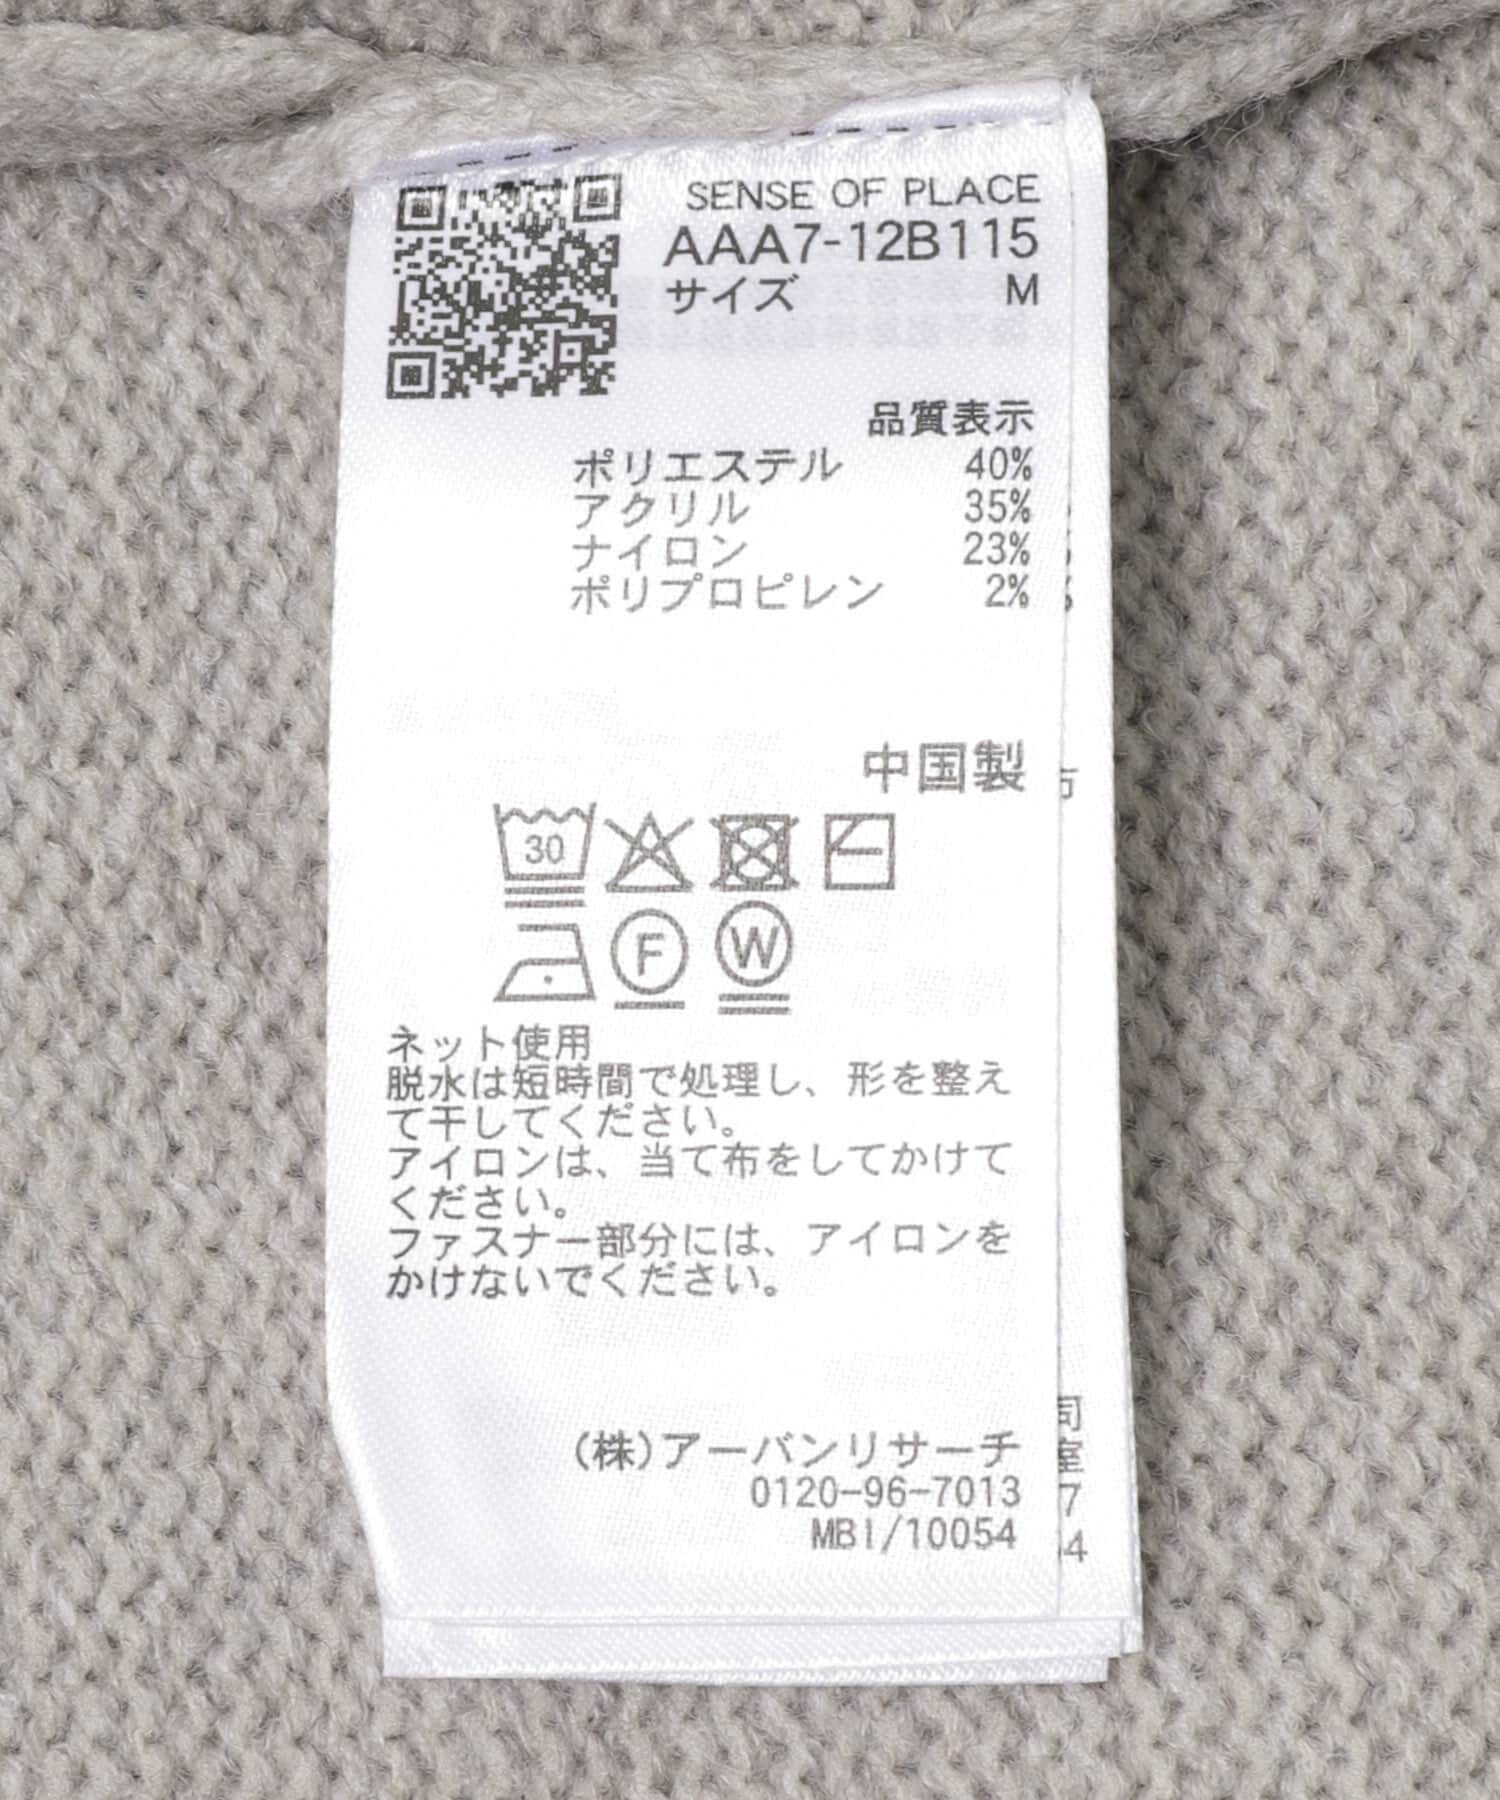 SENSE OF PLACE
AAA7-12B115
サイズ M
品質表示
ポリエステル 40%
アクリル 35%
ナイロン 23%
ポリプロピレン 2%
中国製
30
F
W
ネット使用
脱水は短時間で処理し、形を整え
て干してください。
アイロンは、当て布をしてかけて
ください。
ファスナー部分には、アイロンを
かけないでください。
(株)アーバンリサーチ
0120-96-7013
MBI/10054